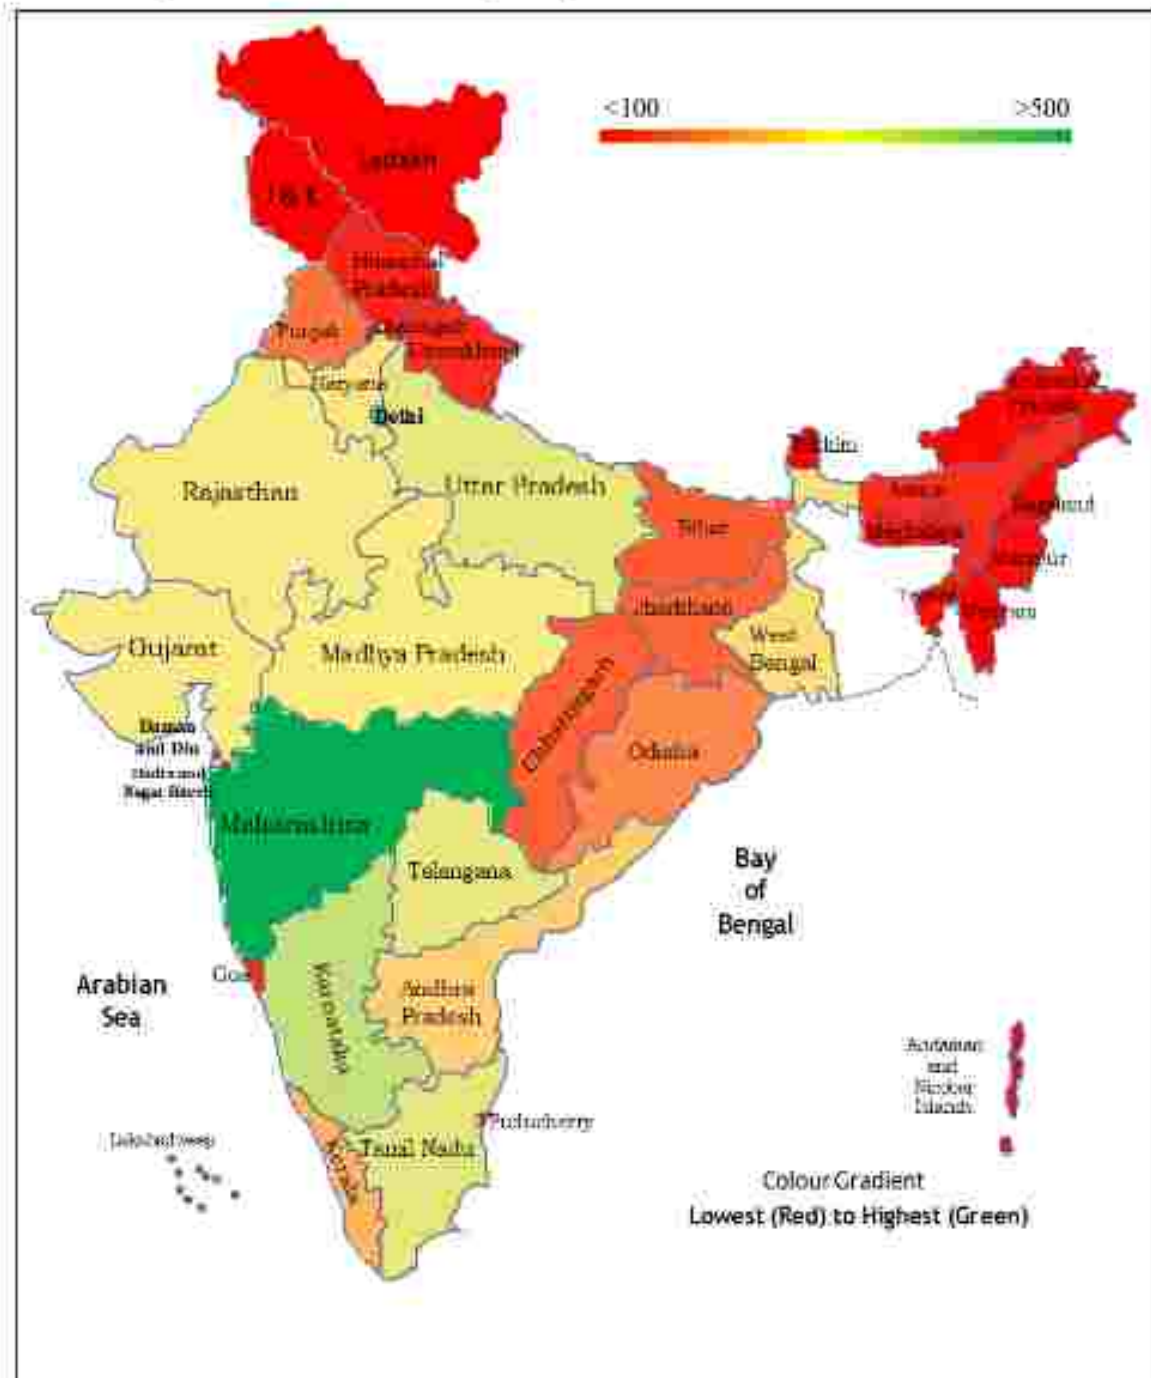 <100
>500
Ladakh
J & K
Himachal
Pradesh
Punjab
Uttarakhand
Haryana
Delhi
Rajasthan
Uttar Pradesh
Bihar
Sikkim
Assam
Nagaland
Meghalaya
Manipur
Mizoram
Jharkhand
West
Bengal
Gujarat
Madhya Pradesh
Chhattisgarh
Odisha
Daman
and Diu
Dadra and
Nagar Haveli
Maharashtra
Telangana
Bay
of
Bengal
Goa
Karnataka
Arabian
Sea
Andhra
Pradesh
Andaman
and
Nicobar
Islands
Puducherry
Lakshadweep
Kerala
Tamil Nadu
Colour Gradient
Lowest (Red) to Highest (Green)